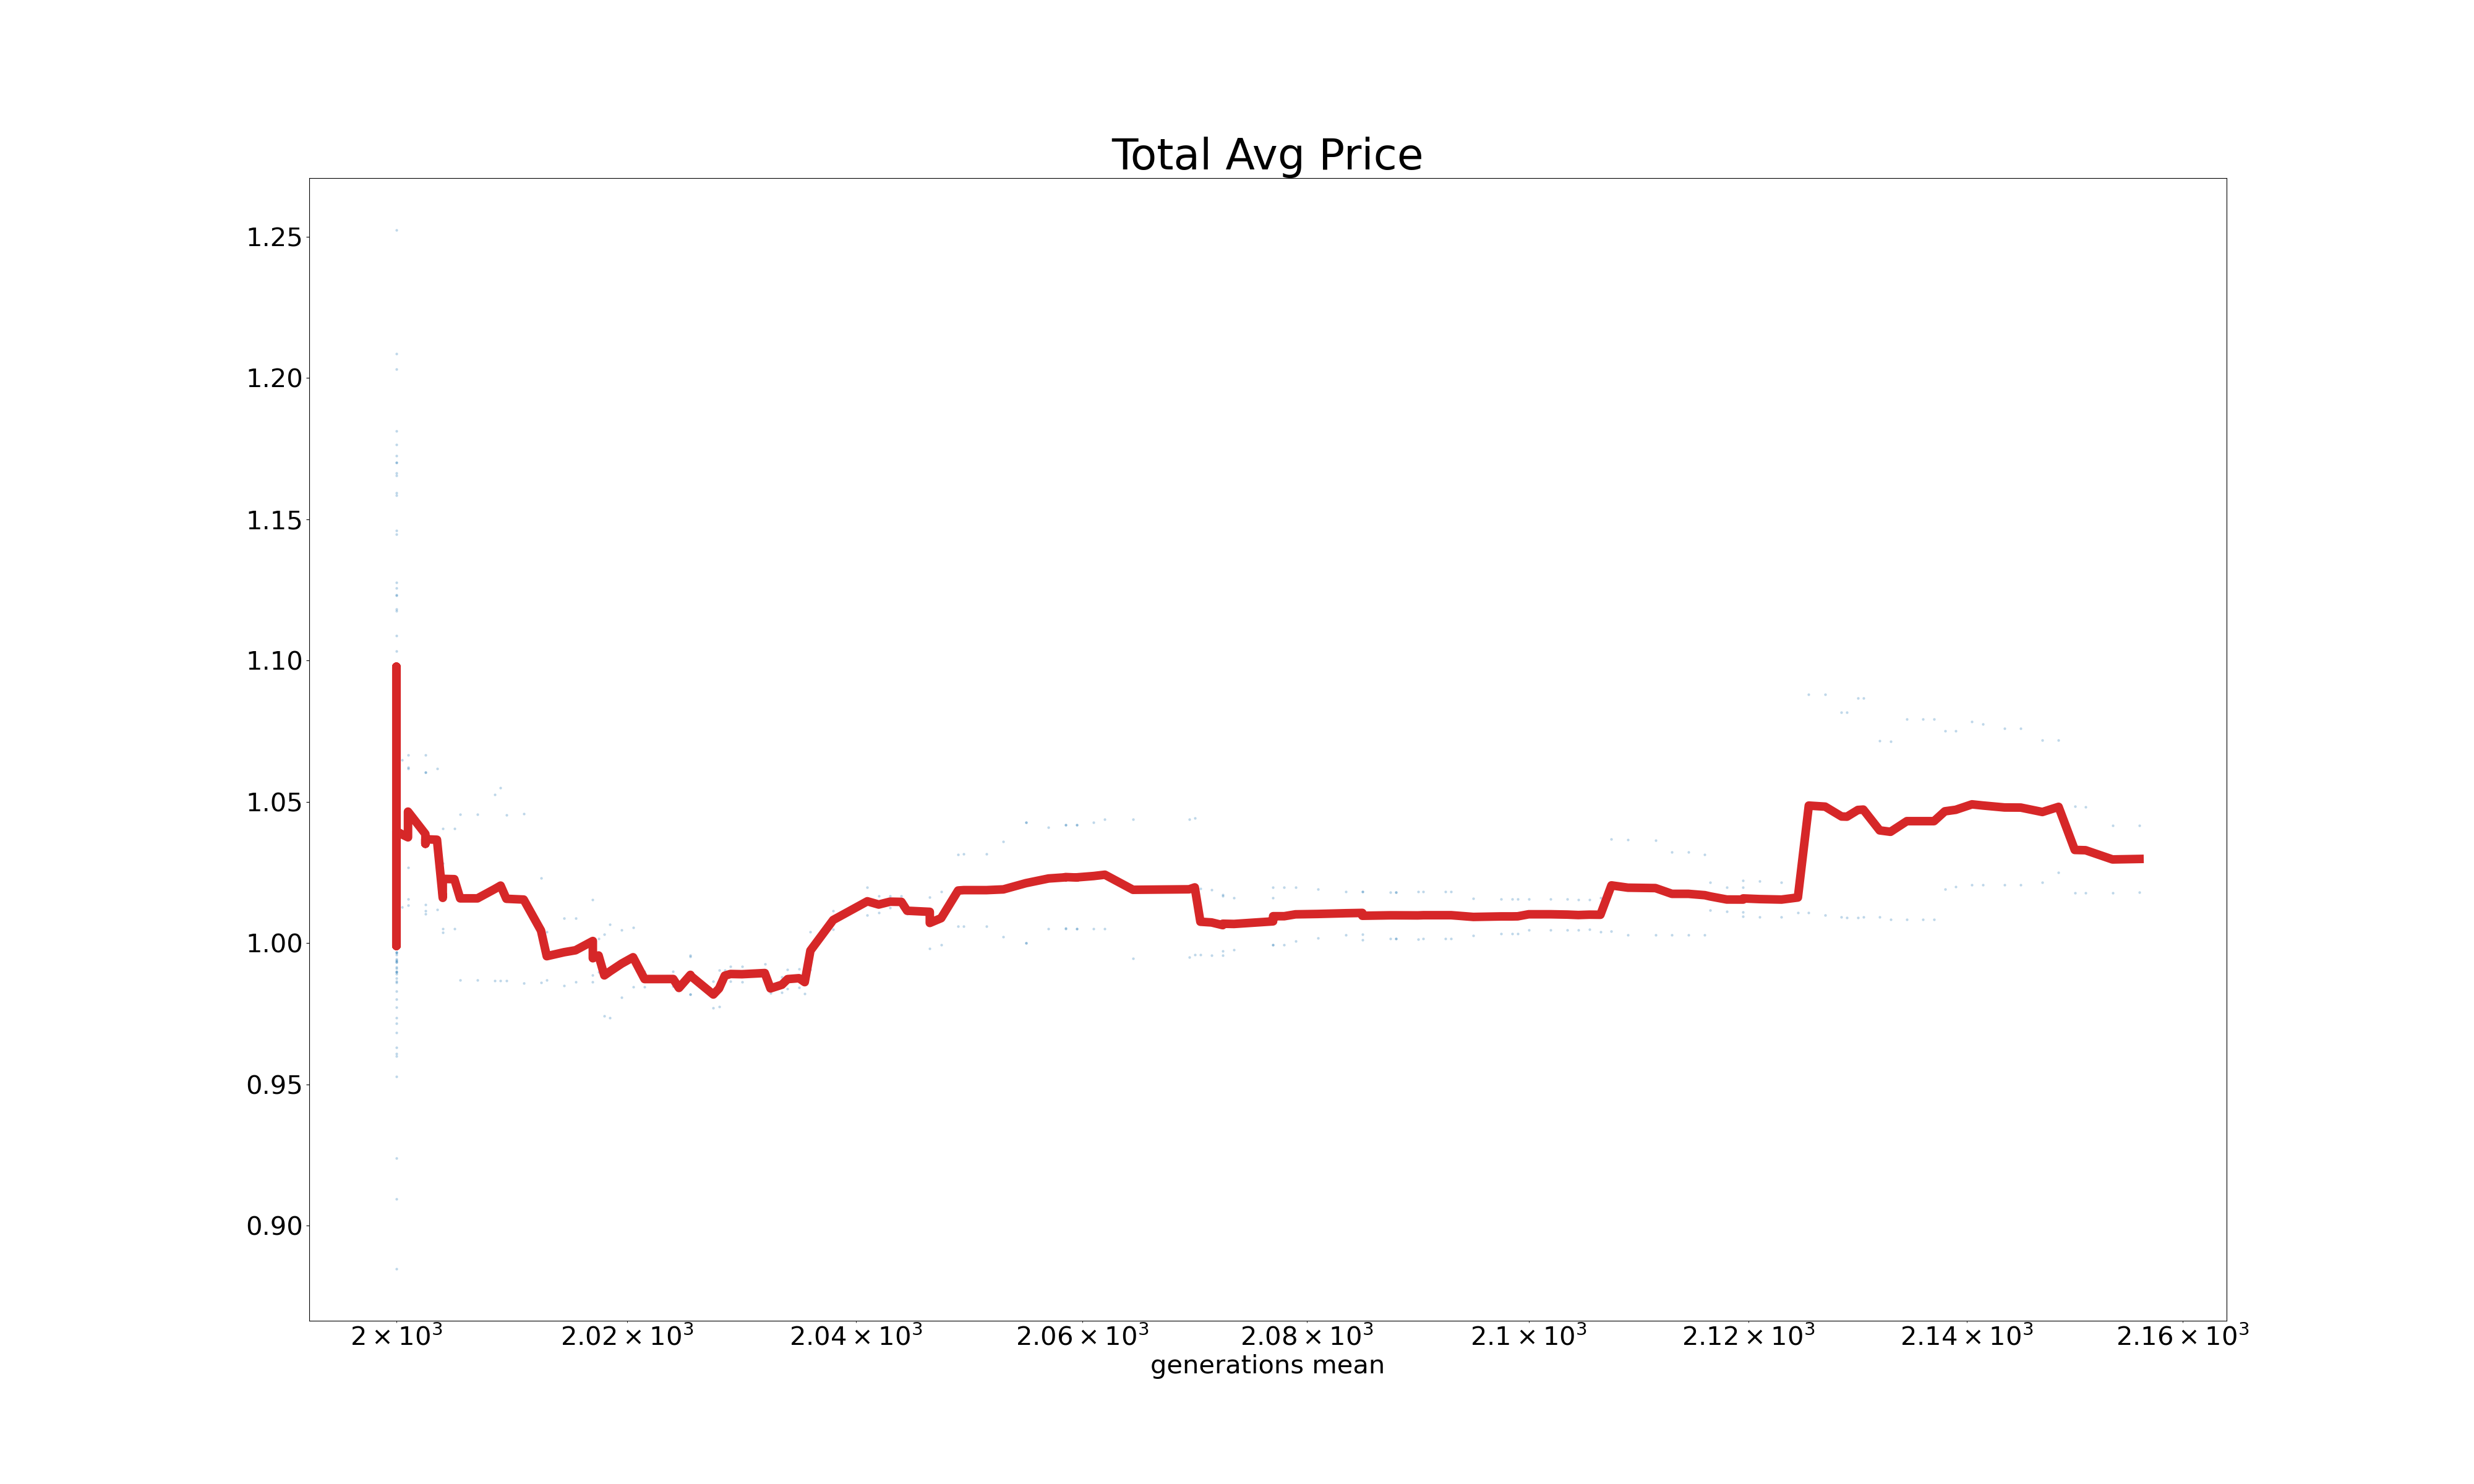 Total Avg Price
1.25
1.20
1.15
1.10
1.05
1.00
0.95
0.90
2 × 10³ 2.02 × 10³ 2.04 × 10³ 2.06 × 10³ 2.08 × 10³ 2.1 × 10³ 2.12 × 10³ 2.14 × 10³ 2.16 × 10³
generations mean